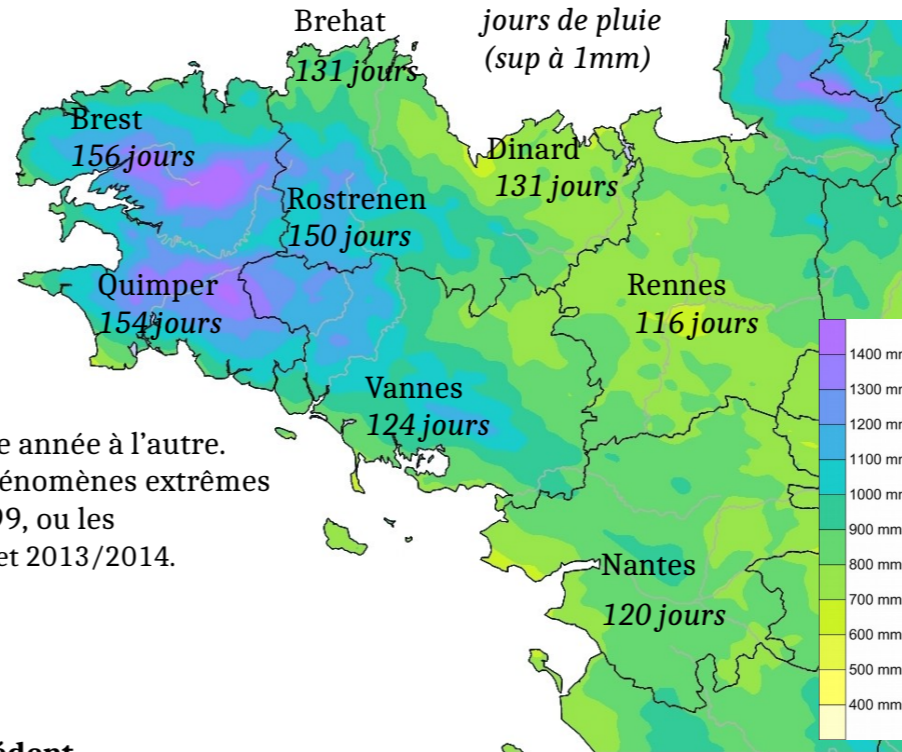 Brehat
131 jours
jours de pluie
(sup à 1mm)
Brest
156 jours
Dinard
131 jours
Rostrenen
150 jours
Quimper
154 jours
Rennes
116 jours
Vannes
124 jours
e année à l’autre.
énomènes extrêmes
99, ou les
et 2013/2014.
Nantes
120 jours
1400 mm
1300 mm
1200 mm
1100 mm
1000 mm
900 mm
800 mm
700 mm
600 mm
500 mm
400 mm